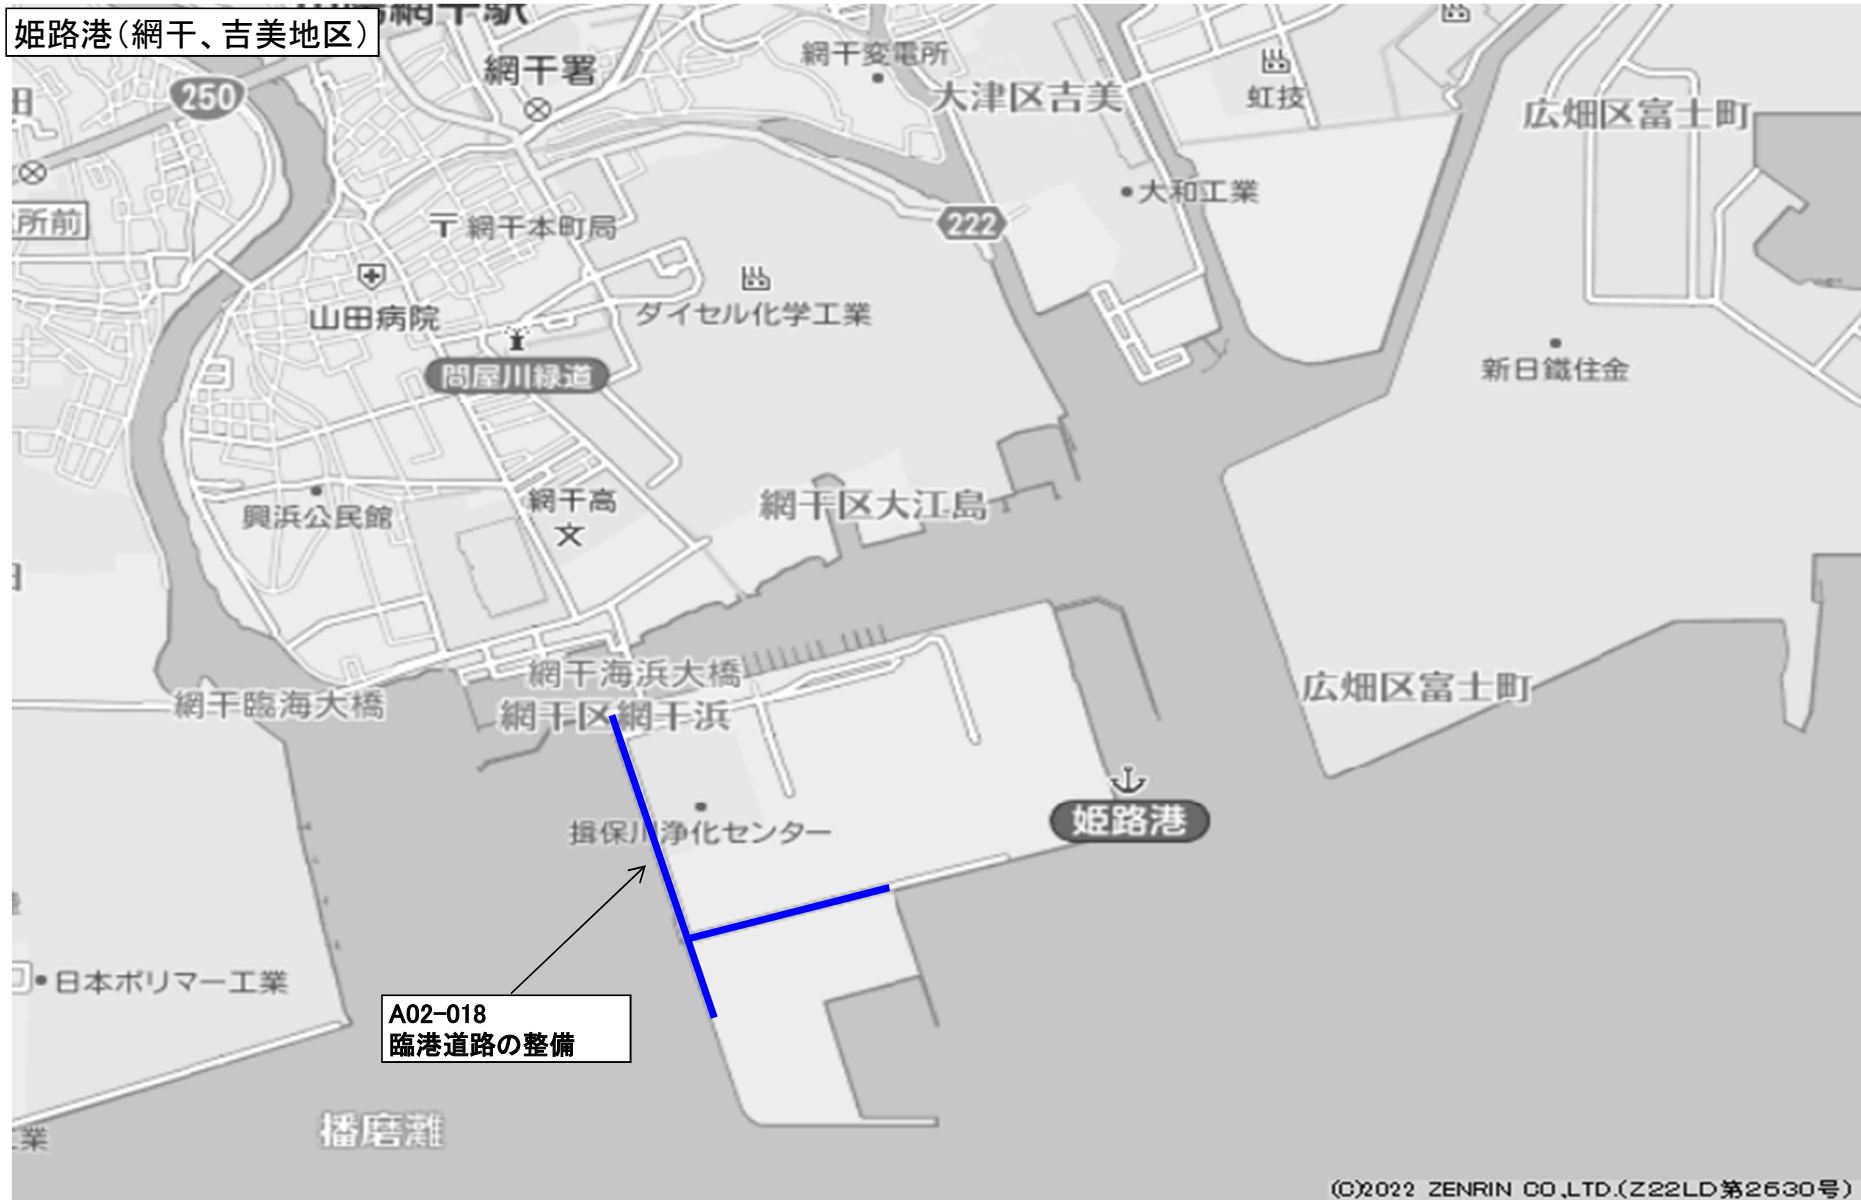 姫路港(網干、吉美地区)
網干署
網干変電所
250
大津区吉美
虹技
広畑区富士町
大和工業
所前
網干本町局
222
山田病院
ダイセル化学工業
問屋川緑道
新日鐵住金
網干高
文
興浜公民館
網干区大江島
網干海浜大橋
網干臨海大橋
網干区網干浜
広畑区富士町
姫路港
揖保川浄化センター
日本ポリマー工業
A02-018
臨港道路の整備
播磨灘
業
(C)2022 ZENRIN CO.,LTD.(Z22LD第2630号)